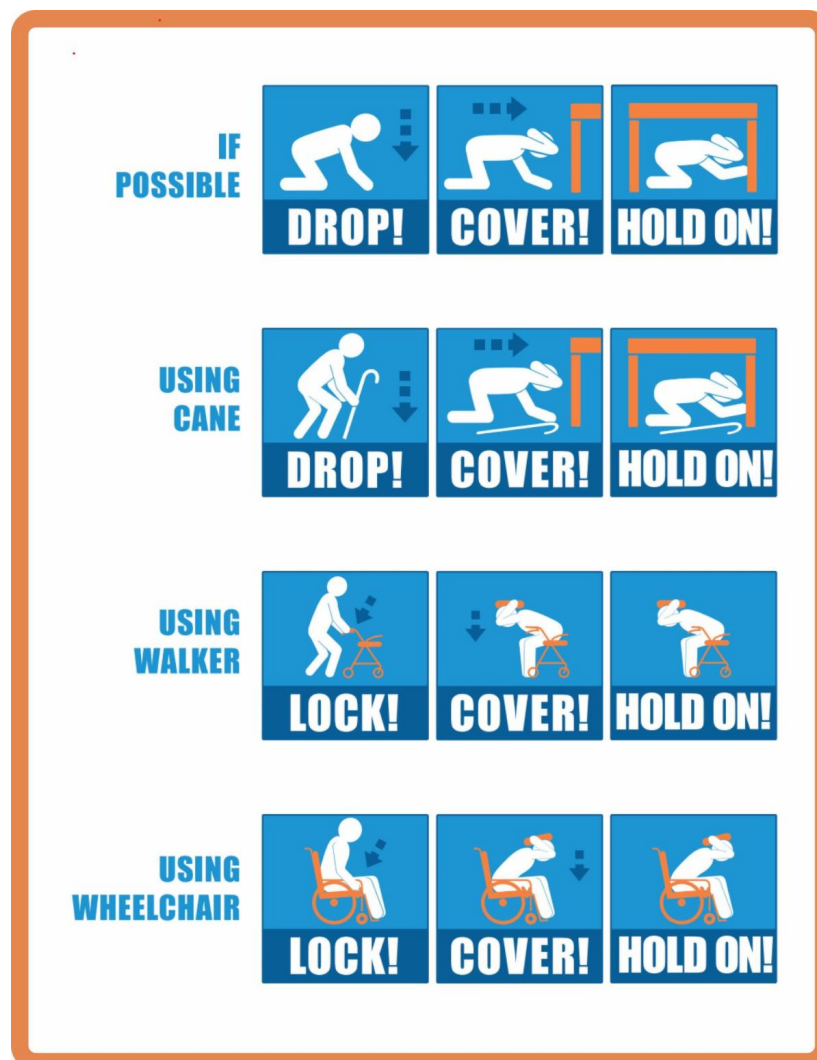 IF
POSSIBLE
DROP!
COVER!
HOLD ON!
USING
CANE
DROP!
COVER!
HOLD ON!
USING
WALKER
LOCK!
COVER!
HOLD ON!
USING
WHEELCHAIR
LOCK!
COVER!
HOLD ON!